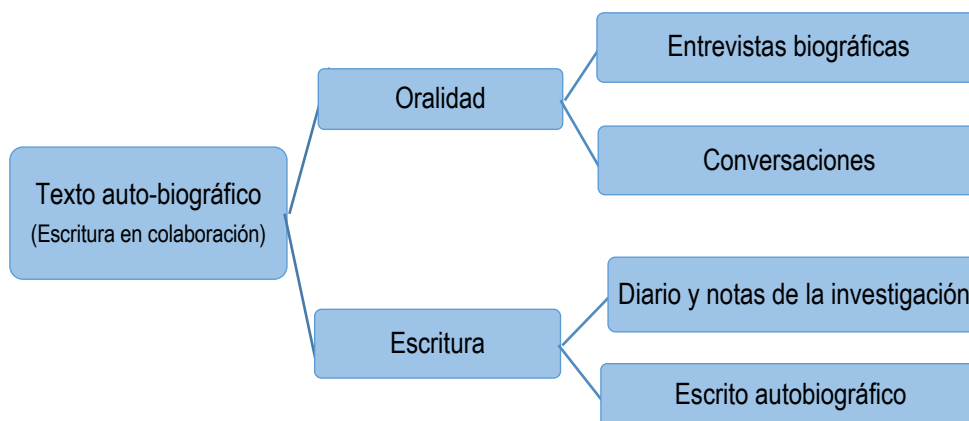 Texto auto-biográfico
(Escritura en colaboración)
Oralidad
Entrevistas biográficas
Conversaciones
Escritura
Diario y notas de la investigación
Escrito autobiográfico